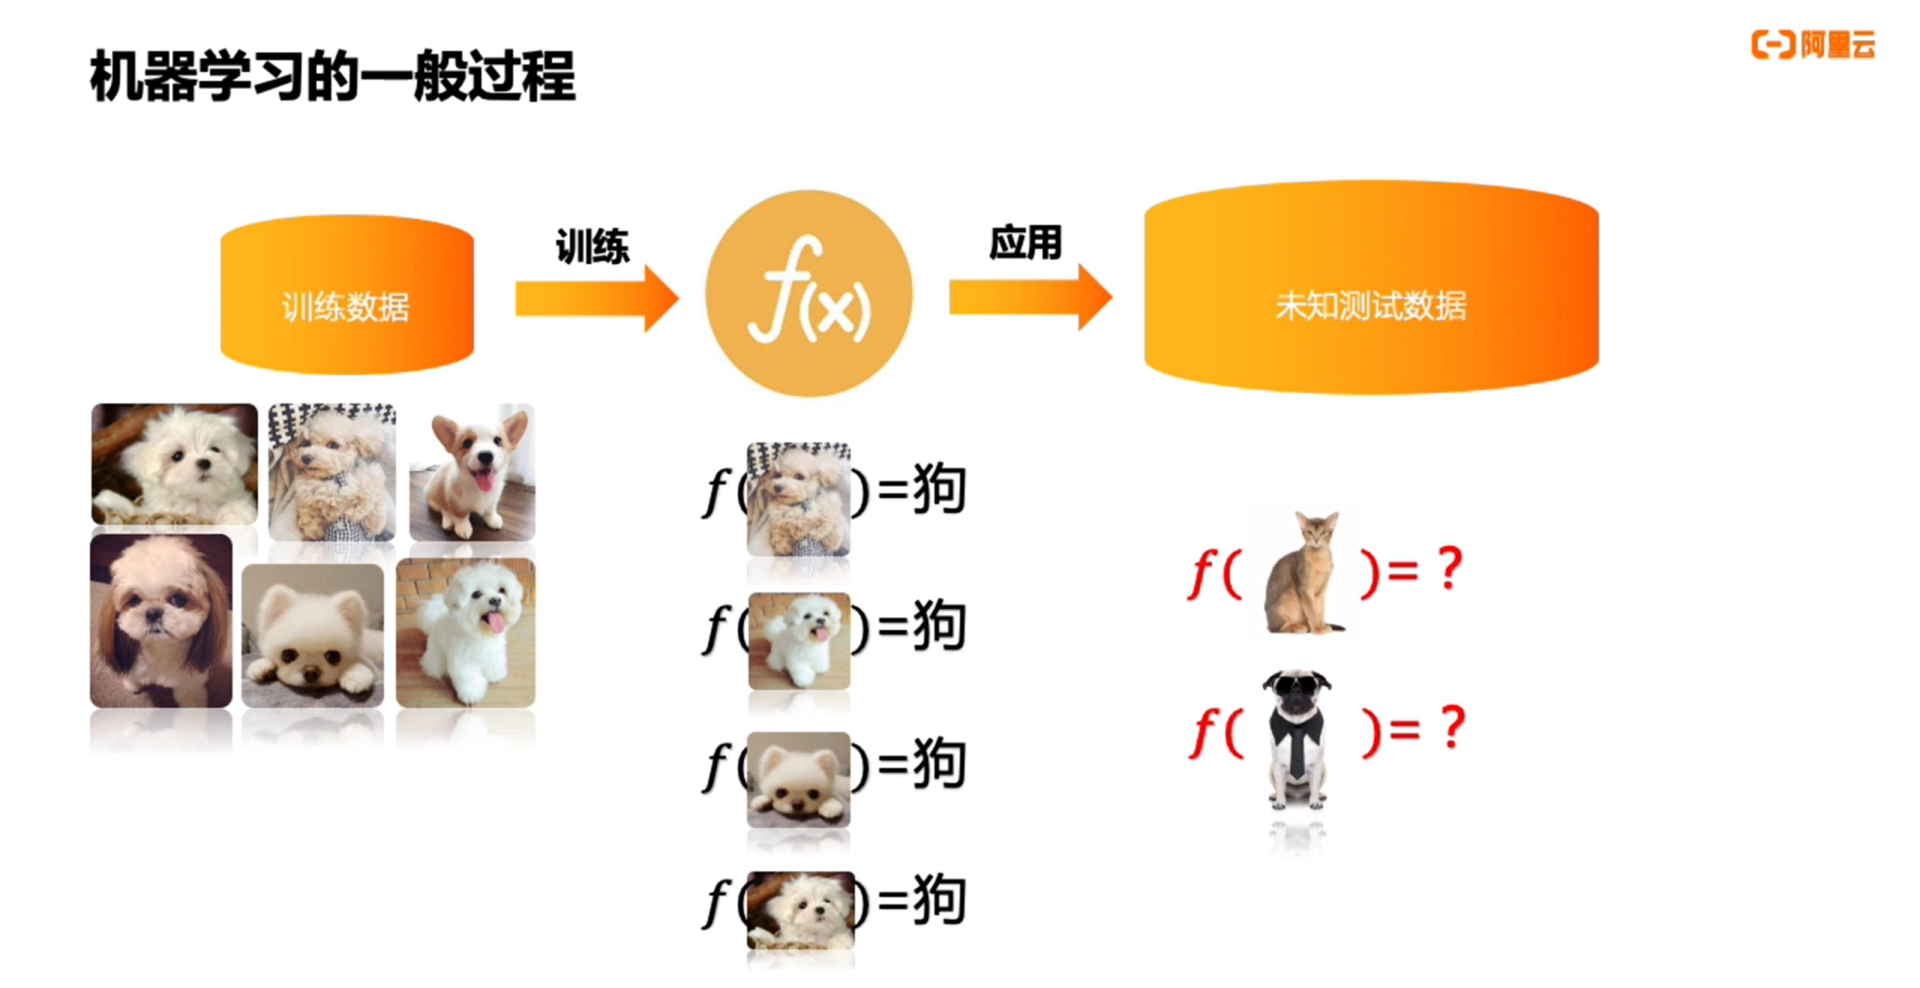 机器学习的一般过程
阿里云
训练数据
训练
f(x)
应用
未知测试数据
f( )=狗
f( )=狗
f( )=狗
f( )=狗
f( )=？
f( )=？